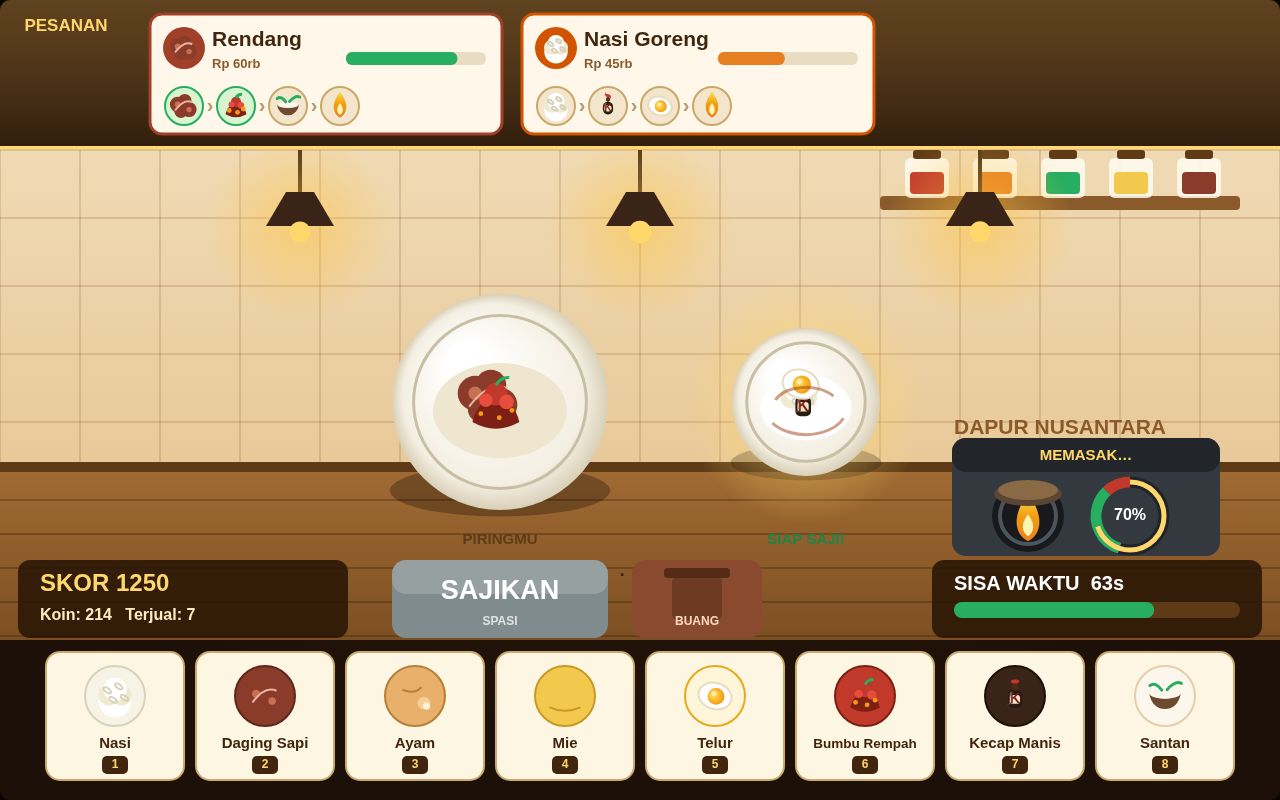 PESANAN
Rendang
Rp 60rb
Nasi Goreng
Rp 45rb
K
K
DAPUR NUSANTARA
MEMASAK...
70%
PIRINGMU
SIAP SAJI!
SKOR 1250
Koin: 214 Terjual: 7
SAJIKAN
SPASI
BUANG
SISA WAKTU 63s
Nasi
1
Daging Sapi
2
Ayam
3
Mie
4
Telur
5
Bumbu Rempah
6
K
Kecap Manis
7
Santan
8